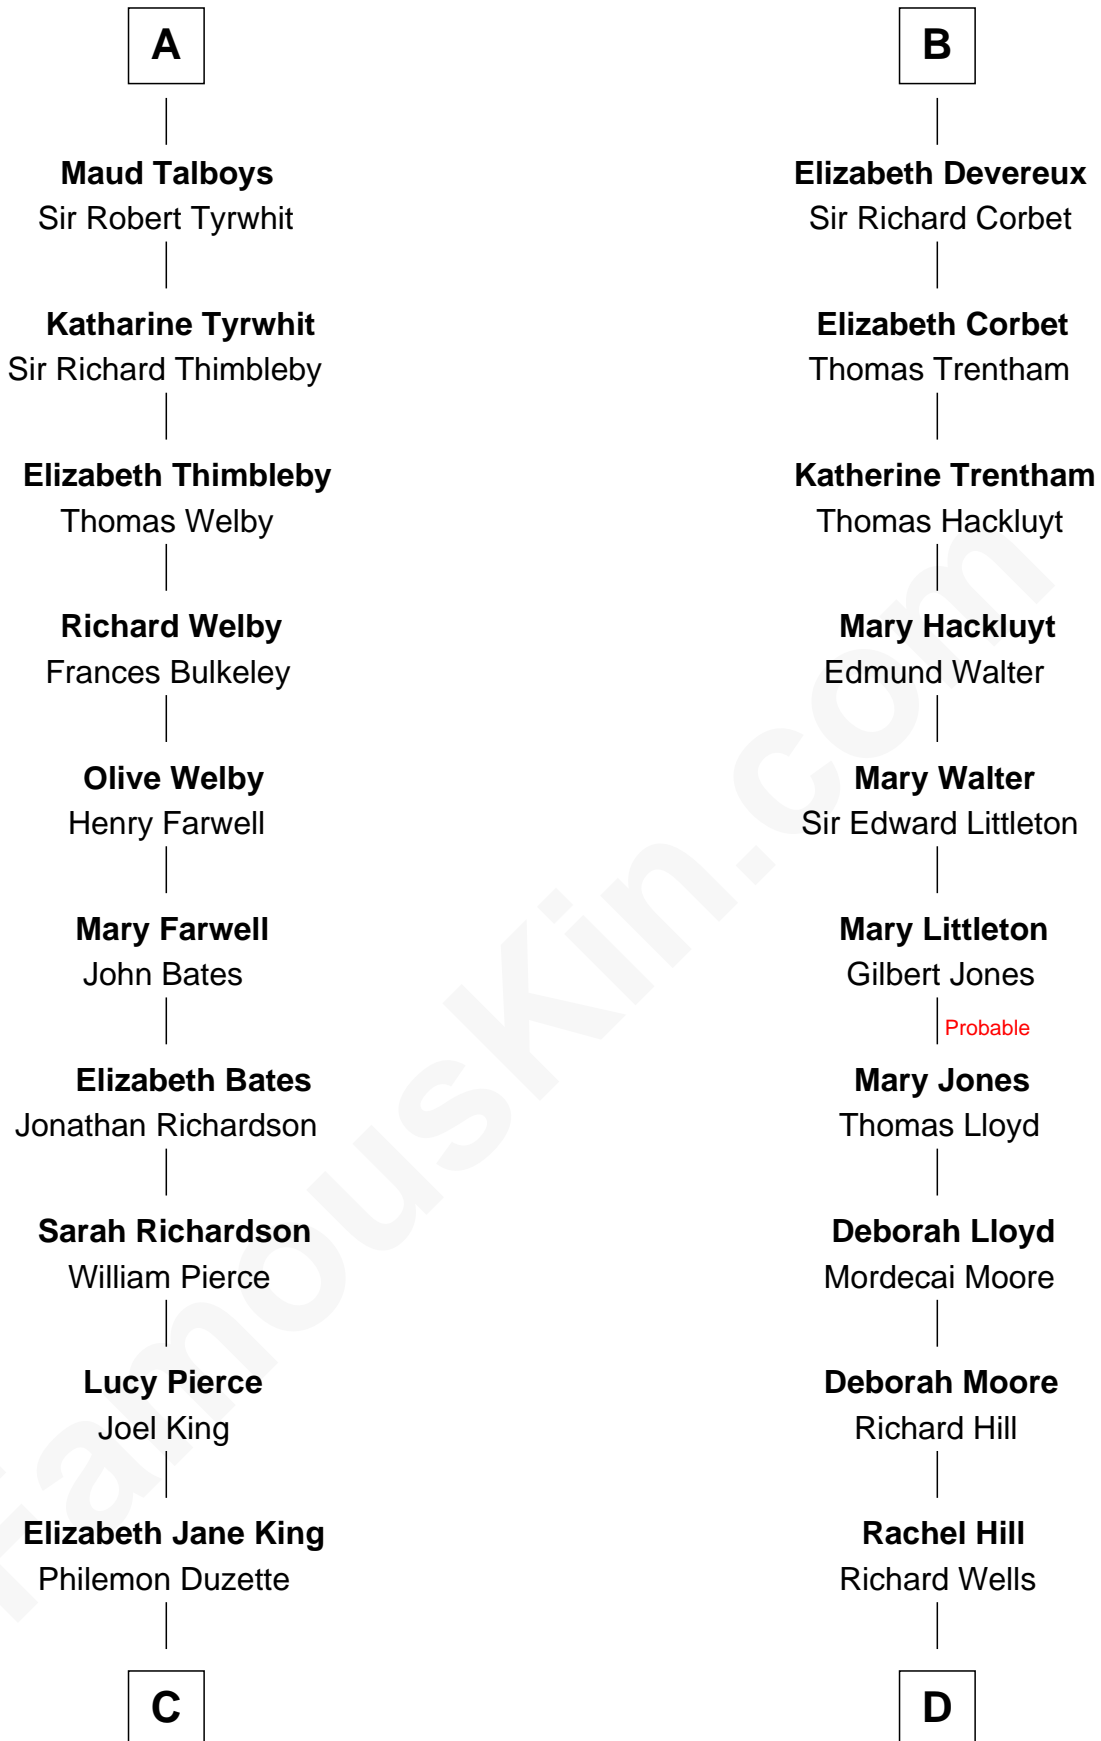 A
Maud Talboys
Sir Robert Tyrwhit
Katharine Tyrwhit
Sir Richard Thimbleby
Elizabeth Thimbleby
Thomas Welby
Richard Welby
Frances Bulkeley
Olive Welby
Henry Farwell
Mary Farwell
John Bates
Elizabeth Bates
Jonathan Richardson
Sarah Richardson
William Pierce
Lucy Pierce
Joel King
Elizabeth Jane King
Philemon Duzette
C
B
Elizabeth Devereux
Sir Richard Corbet
Elizabeth Corbet
Thomas Trentham
Katherine Trentham
Thomas Hackluyt
Mary Hackluyt
Edmund Walter
Mary Walter
Sir Edward Littleton
Mary Littleton
Gilbert Jones
Probable
Mary Jones
Thomas Lloyd
Deborah Lloyd
Mordecai Moore
Deborah Moore
Richard Hill
Rachel Hill
Richard Wells
D
FamousKin.com